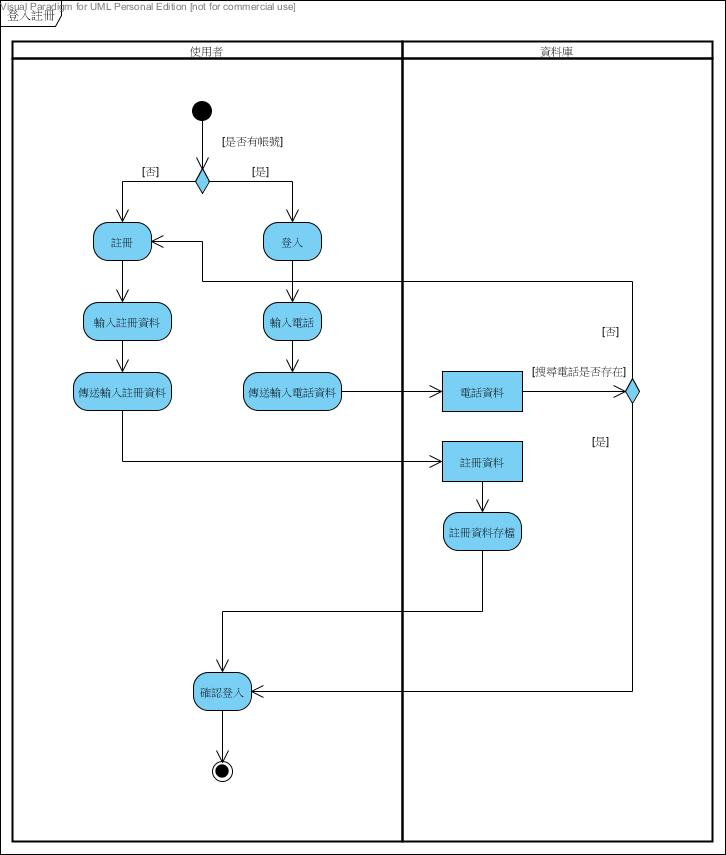 Visual Paradigm for UML Personal Edition [not for commercial use]
登入註冊
使用者
資料庫
[是否有帳號]
[否]
[是]
註冊
登入
輸入註冊資料
輸入電話
[否]
[搜尋電話是否存在]
傳送輸入註冊資料
傳送輸入電話資料
電話資料
[是]
註冊資料
註冊資料存檔
確認登入